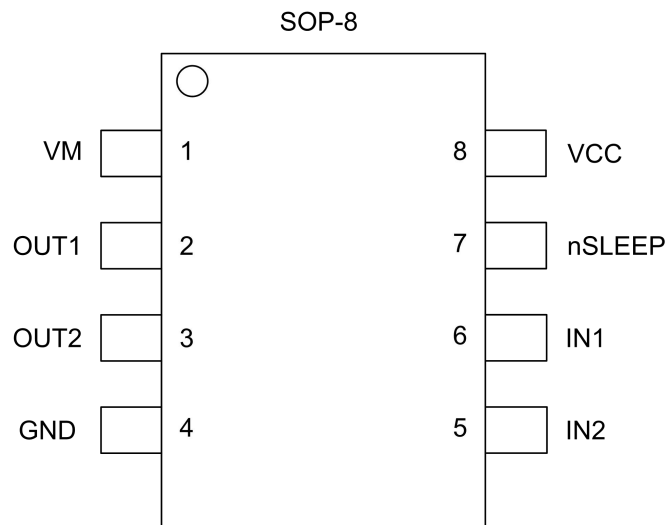 SOP-8
VM 1 8 VCC
OUT1 2 7 nSLEEP
OUT2 3 6 IN1
GND 4 5 IN2